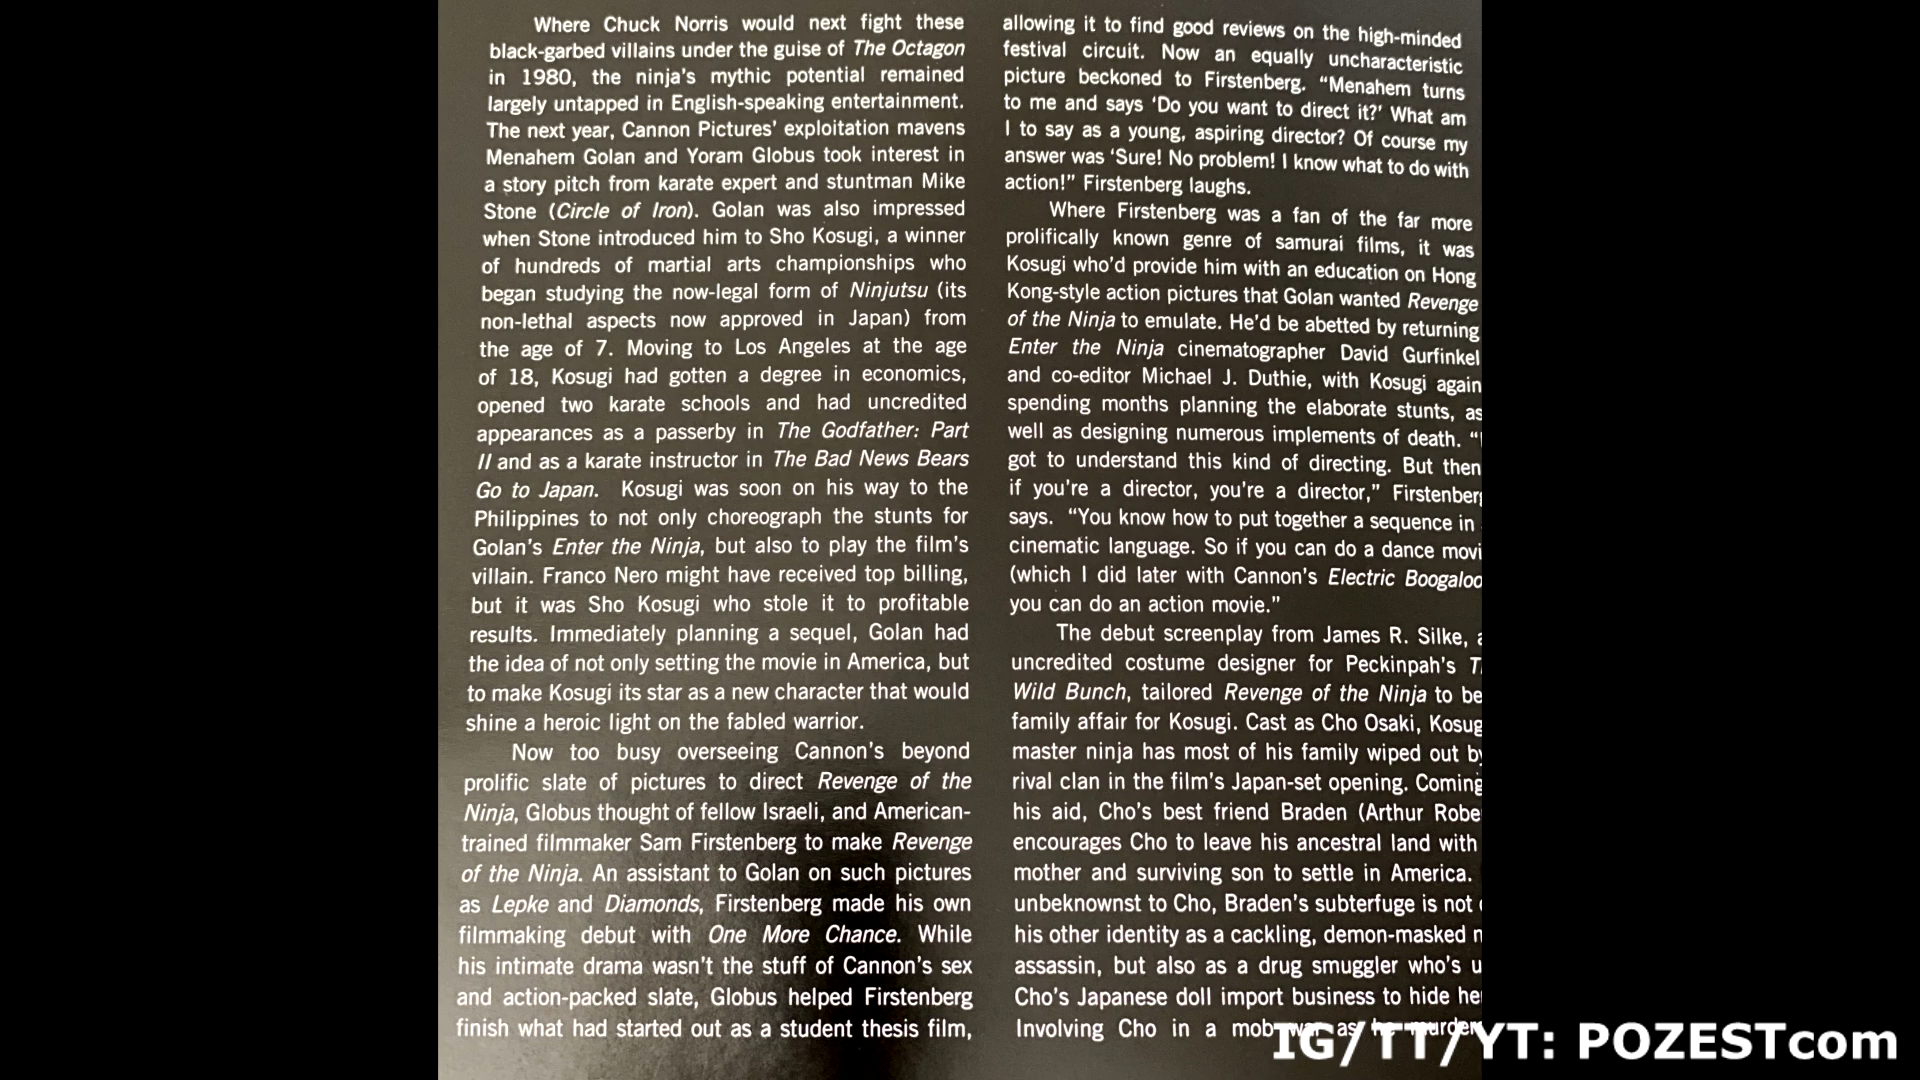 Where Chuck Norris would next fight these
black-garbed villains under the guise of The Octagon
in 1980, the ninja's mythic potential remained
largely untapped in English-speaking entertainment.
The next year, Cannon Pictures' exploitation mavens
Menahem Golan and Yoram Globus took interest in
a story pitch from karate expert and stuntman Mike
Stone (Circle of Iron). Golan was also impressed
when Stone introduced him to Sho Kosugi, a winner
of hundreds of martial arts championships who
began studying the now-legal form of Ninjutsu (its
non-lethal aspects now approved in Japan) from
the age of 7. Moving to Los Angeles at the age
of 18, Kosugi had gotten a degree in economics,
opened two karate schools and had uncredited
appearances as a passerby in The Godfather: Part
II and as a karate instructor in The Bad News Bears
Go to Japan. Kosugi was soon on his way to the
Philippines to not only choreograph the stunts for
Golan's Enter the Ninja, but also to play the film's
villain. Franco Nero might have received top billing,
but it was Sho Kosugi who stole it to profitable
results. Immediately planning a sequel, Golan had
the idea of not only setting the movie in America, but
to make Kosugi its star as a new character that would
shine a heroic light on the fabled warrior.
Now too busy overseeing Cannon's beyond
prolific slate of pictures to direct Revenge of the
Ninja, Globus thought of fellow Israeli, and American-
trained filmmaker Sam Firstenberg to make Revenge
of the Ninja. An assistant to Golan on such pictures
as Lepke and Diamonds, Firstenberg made his own
filmmaking debut with One More Chance. While
his intimate drama wasn't the stuff of Cannon's sex
and action-packed slate, Globus helped Firstenberg
finish what had started out as a student thesis film,
allowing it to find good reviews on the high-minded
festival circuit. Now an equally uncharacteristic
picture beckoned to Firstenberg. "Menahem turns
to me and says 'Do you want to direct it?' What am
I to say as a young, aspiring director? Of course my
answer was 'Sure! No problem! I know what to do with
action!" Firstenberg laughs.
Where Firstenberg was a fan of the far more
prolifically known genre of samurai films, it was
Kosugi who'd provide him with an education on Hong
Kong-style action pictures that Golan wanted Revenge
of the Ninja to emulate. He'd be abetted by returning
Enter the Ninja cinematographer David Gurfinkel
and co-editor Michael J. Duthie, with Kosugi again
spending months planning the elaborate stunts, as
well as designing numerous implements of death. "
got to understand this kind of directing. But then
if you're a director, you're a director," Firstenberg
says. "You know how to put together a sequence in
cinematic language. So if you can do a dance movi
(which I did later with Cannon's Electric Boogaloo
you can do an action movie."
The debut screenplay from James R. Silke,
uncredited costume designer for Peckinpah's
Wild Bunch, tailored Revenge of the Ninja to be
family affair for Kosugi. Cast as Cho Osaki, Kosug
master ninja has most of his family wiped out by
rival clan in the film's Japan-set opening. Coming
his aid, Cho's best friend Braden (Arthur Robe
encourages Cho to leave his ancestral land with
mother and surviving son to settle in America.
unbeknownst to Cho, Braden's subterfuge is not
his other identity as a cackling, demon-masked
assassin, but also as a drug smuggler who's u
Cho's Japanese doll import business to hide he
Involving Cho in a mob war as he murder
IG/TT/YT: POZESTcom